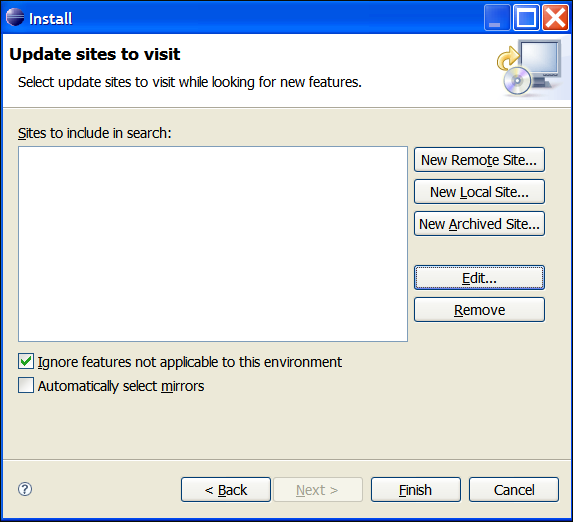 Install
Update sites to visit
Select update sites to visit while looking for new features.
Sites to include in search:
New Remote Site...
New Local Site...
New Archived Site...
Edit...
Remove
Ignore features not applicable to this environment
Automatically select mirrors
?
< Back
Next >
Finish
Cancel